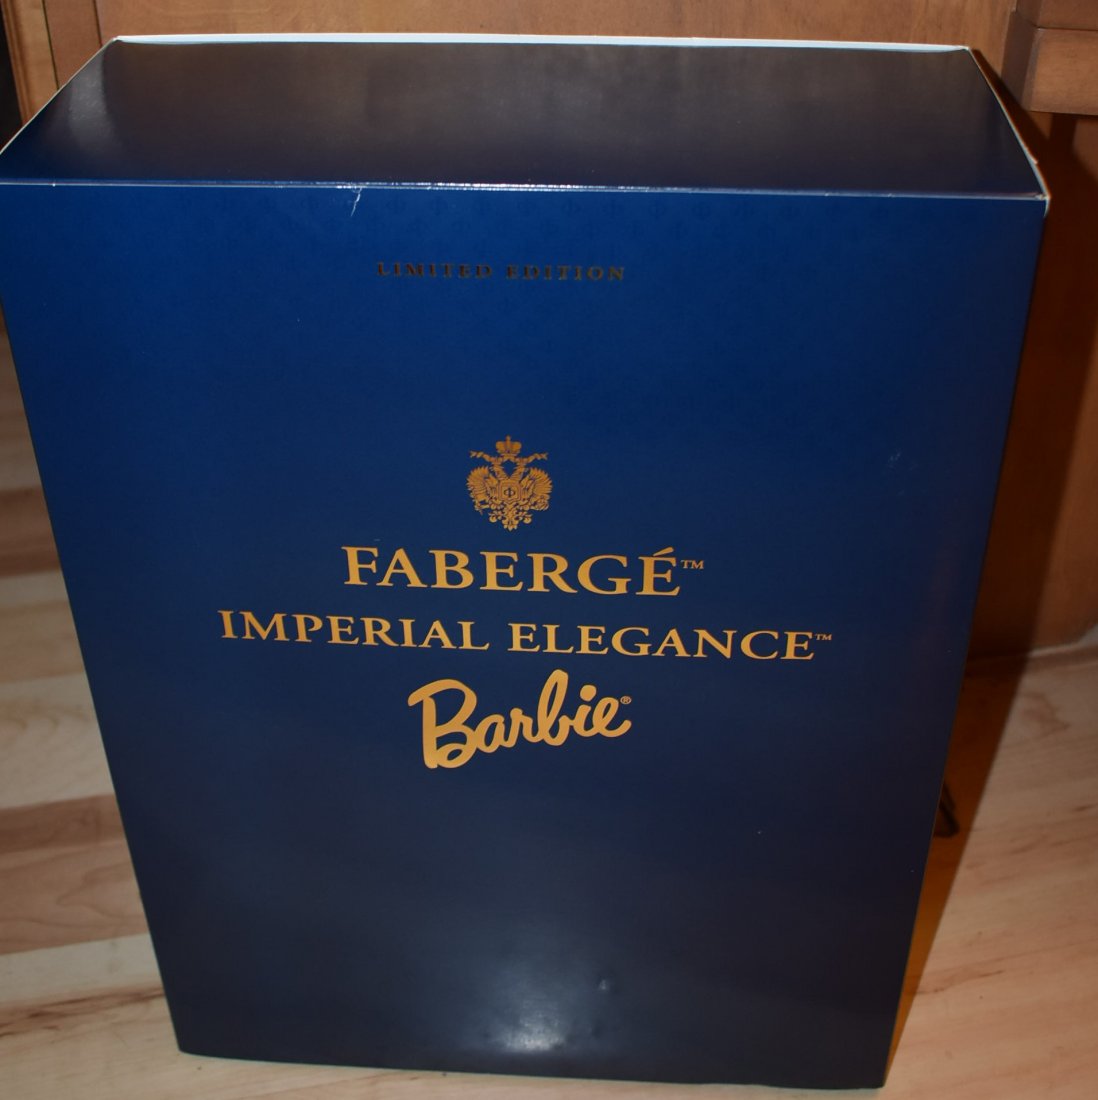 LIMITED EDITION
Ф
FABERGÉ™
IMPERIAL ELEGANCE™
Barbie®